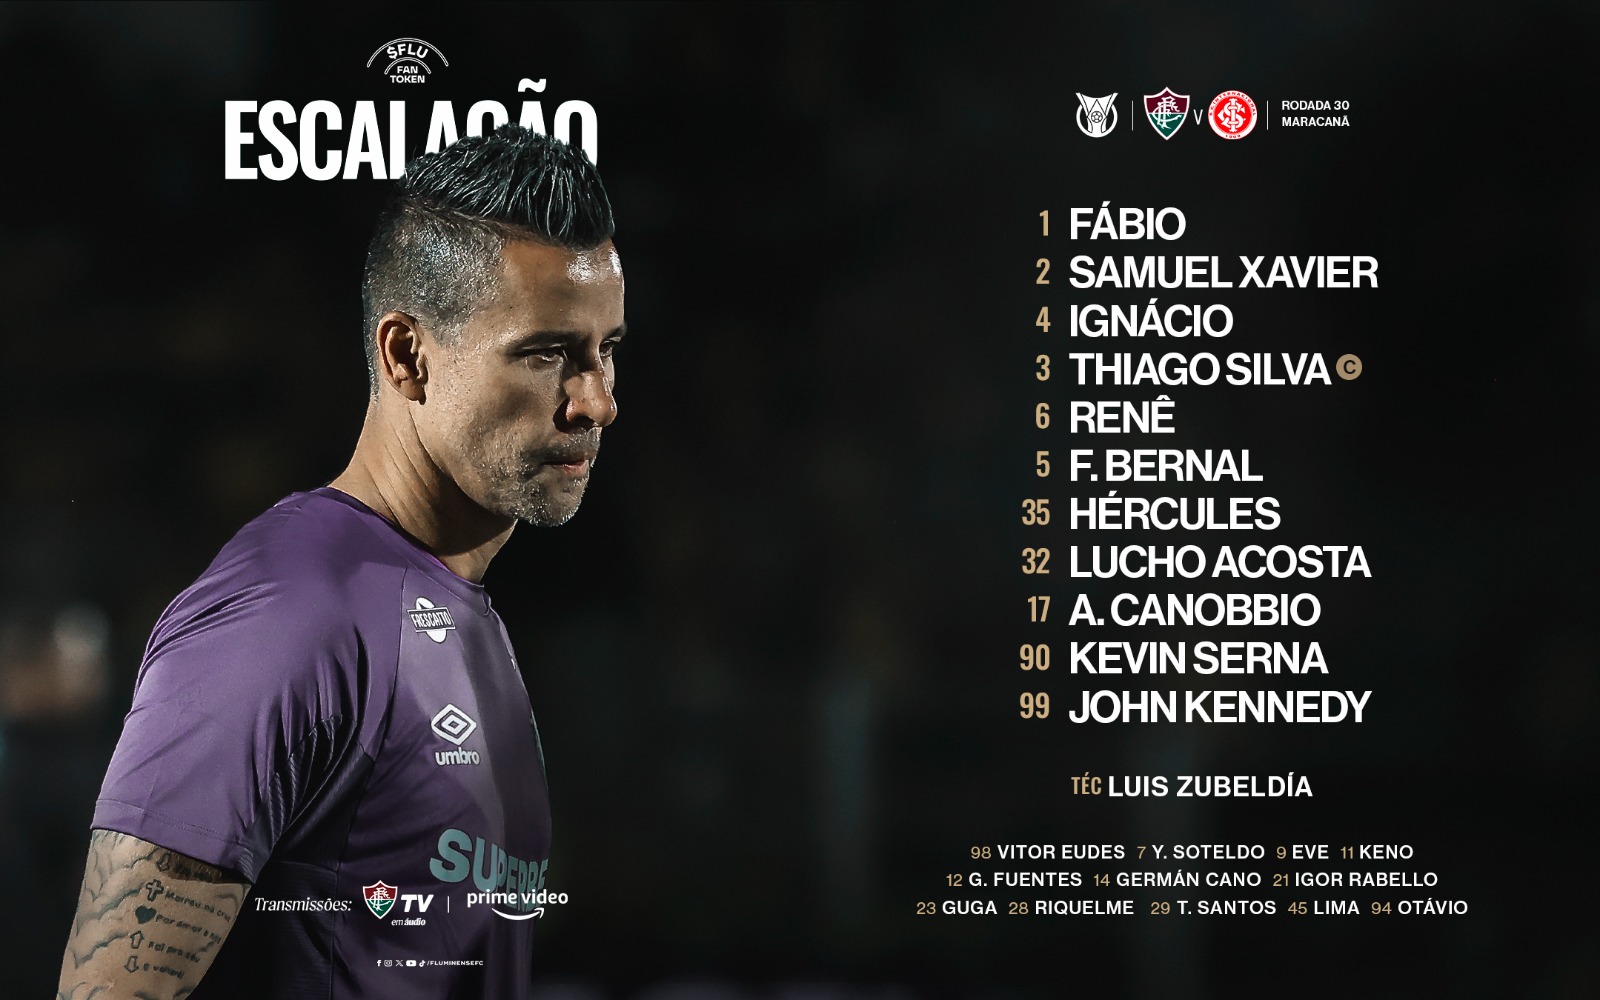 $FLU
FAN
TOKEN
ESCALAÇÃO
V
RODADA 30
MARACANÃ
1 FÁBIO
2 SAMUEL XAVIER
4 IGNÁCIO
3 THIAGO SILVA C
6 RENÊ
5 F. BERNAL
35 HÉRCULES
32 LUCHO ACOSTA
17 A. CANOBBIO
90 KEVIN SERNA
99 JOHN KENNEDY
TÉC LUIS ZUBELDÍA
98 VITOR EUDES 7 Y. SOTELDO 9 EVE 11 KENO
12 G. FUENTES 14 GERMÁN CANO 21 IGOR RABELLO
23 GUGA 28 RIQUELME 29 T. SANTOS 45 LIMA 94 OTÁVIO
FRESCATTO
umbro
SUPERBE
Transmissões: TV em áudio | prime video
/FLUMINENSEFC